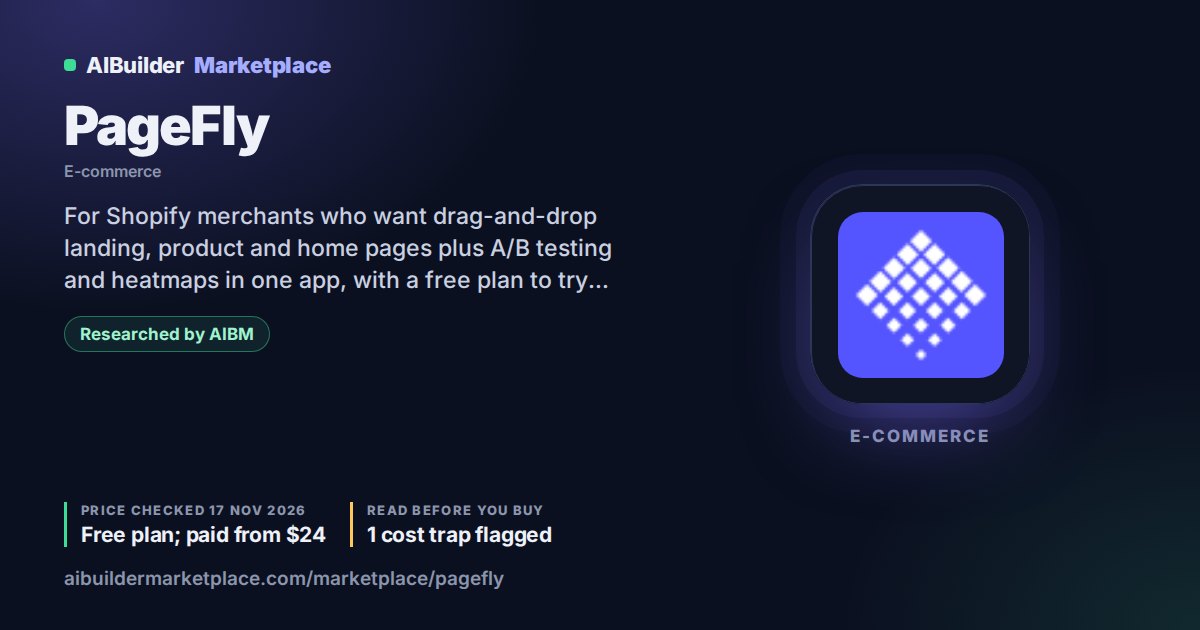 AIBuilder Marketplace
PageFly
E-commerce
For Shopify merchants who want drag-and-drop
landing, product and home pages plus A/B testing
and heatmaps in one app, with a free plan to try...
Researched by AIBM
E-COMMERCE
PRICE CHECKED 17 NOV 2026
Free plan; paid from $24
READ BEFORE YOU BUY
1 cost trap flagged
aibuildermarketplace.com/marketplace/pagefly